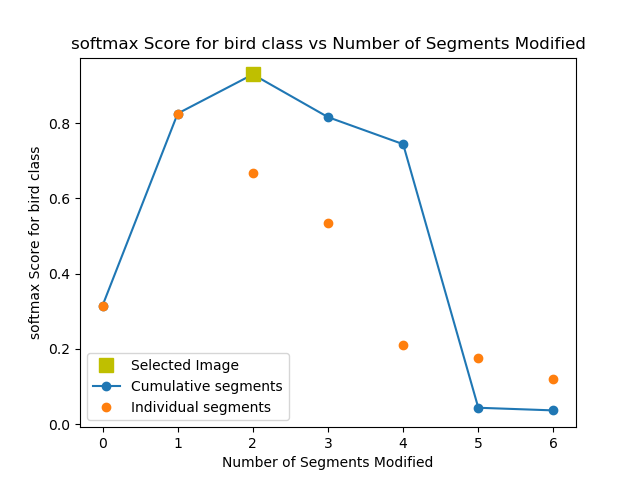 softmax Score for bird class vs Number of Segments Modified
softmax Score for bird class
0.8
0.6
0.4
0.2
0.0
Selected Image
Cumulative segments
Individual segments
0 1 2 3 4 5 6
Number of Segments Modified